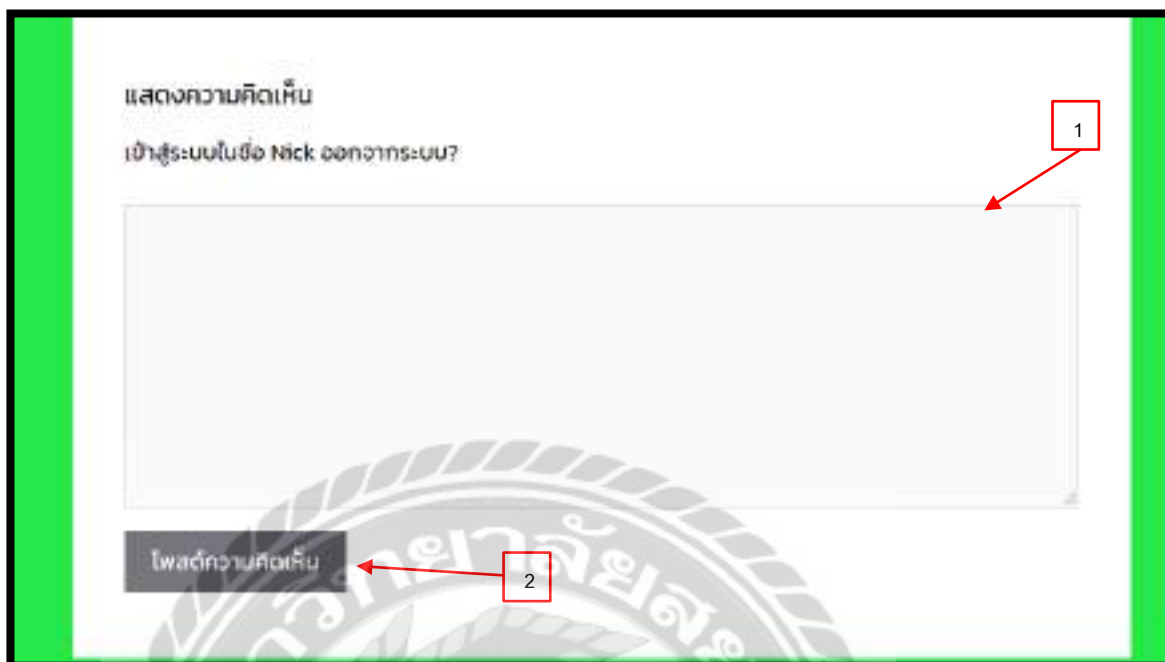 แสดงความคิดเห็น
1
เข้าสู่ระบบในชื่อ Nick ออกจากระบบ?
โพสต์ความคิดเห็น
2